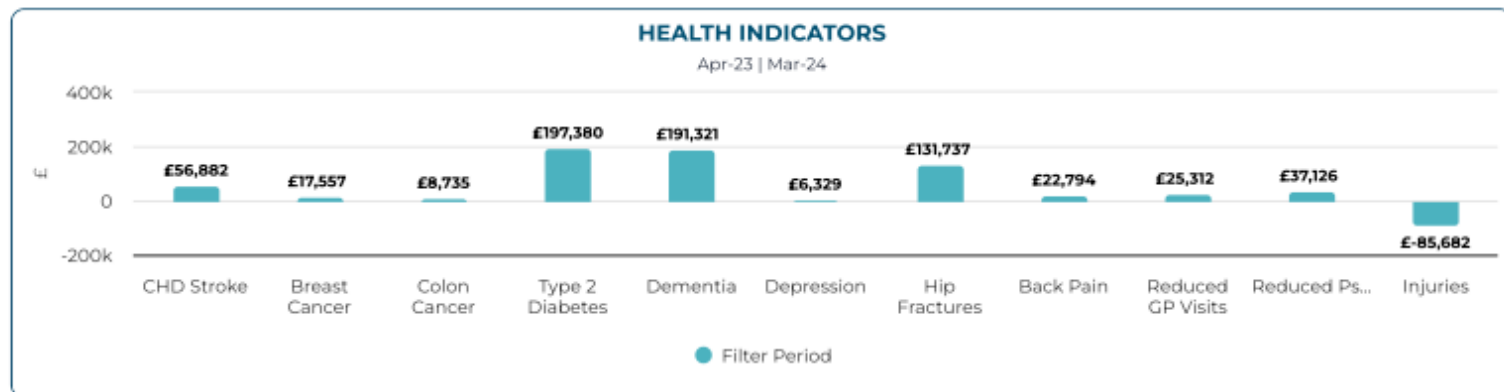 HEALTH INDICATORS
Apr-23 | Mar-24
400k
200k
0
-200k
£
£56,882
£17,557
£8,735
£197,380
£191,321
£6,329
£131,737
£22,794
£25,312
£37,126
£-85,682
CHD Stroke
Breast
Cancer
Colon
Cancer
Type 2
Diabetes
Dementia
Depression
Hip
Fractures
Back Pain
Reduced
GP Visits
Reduced Ps...
Injuries
Filter Period